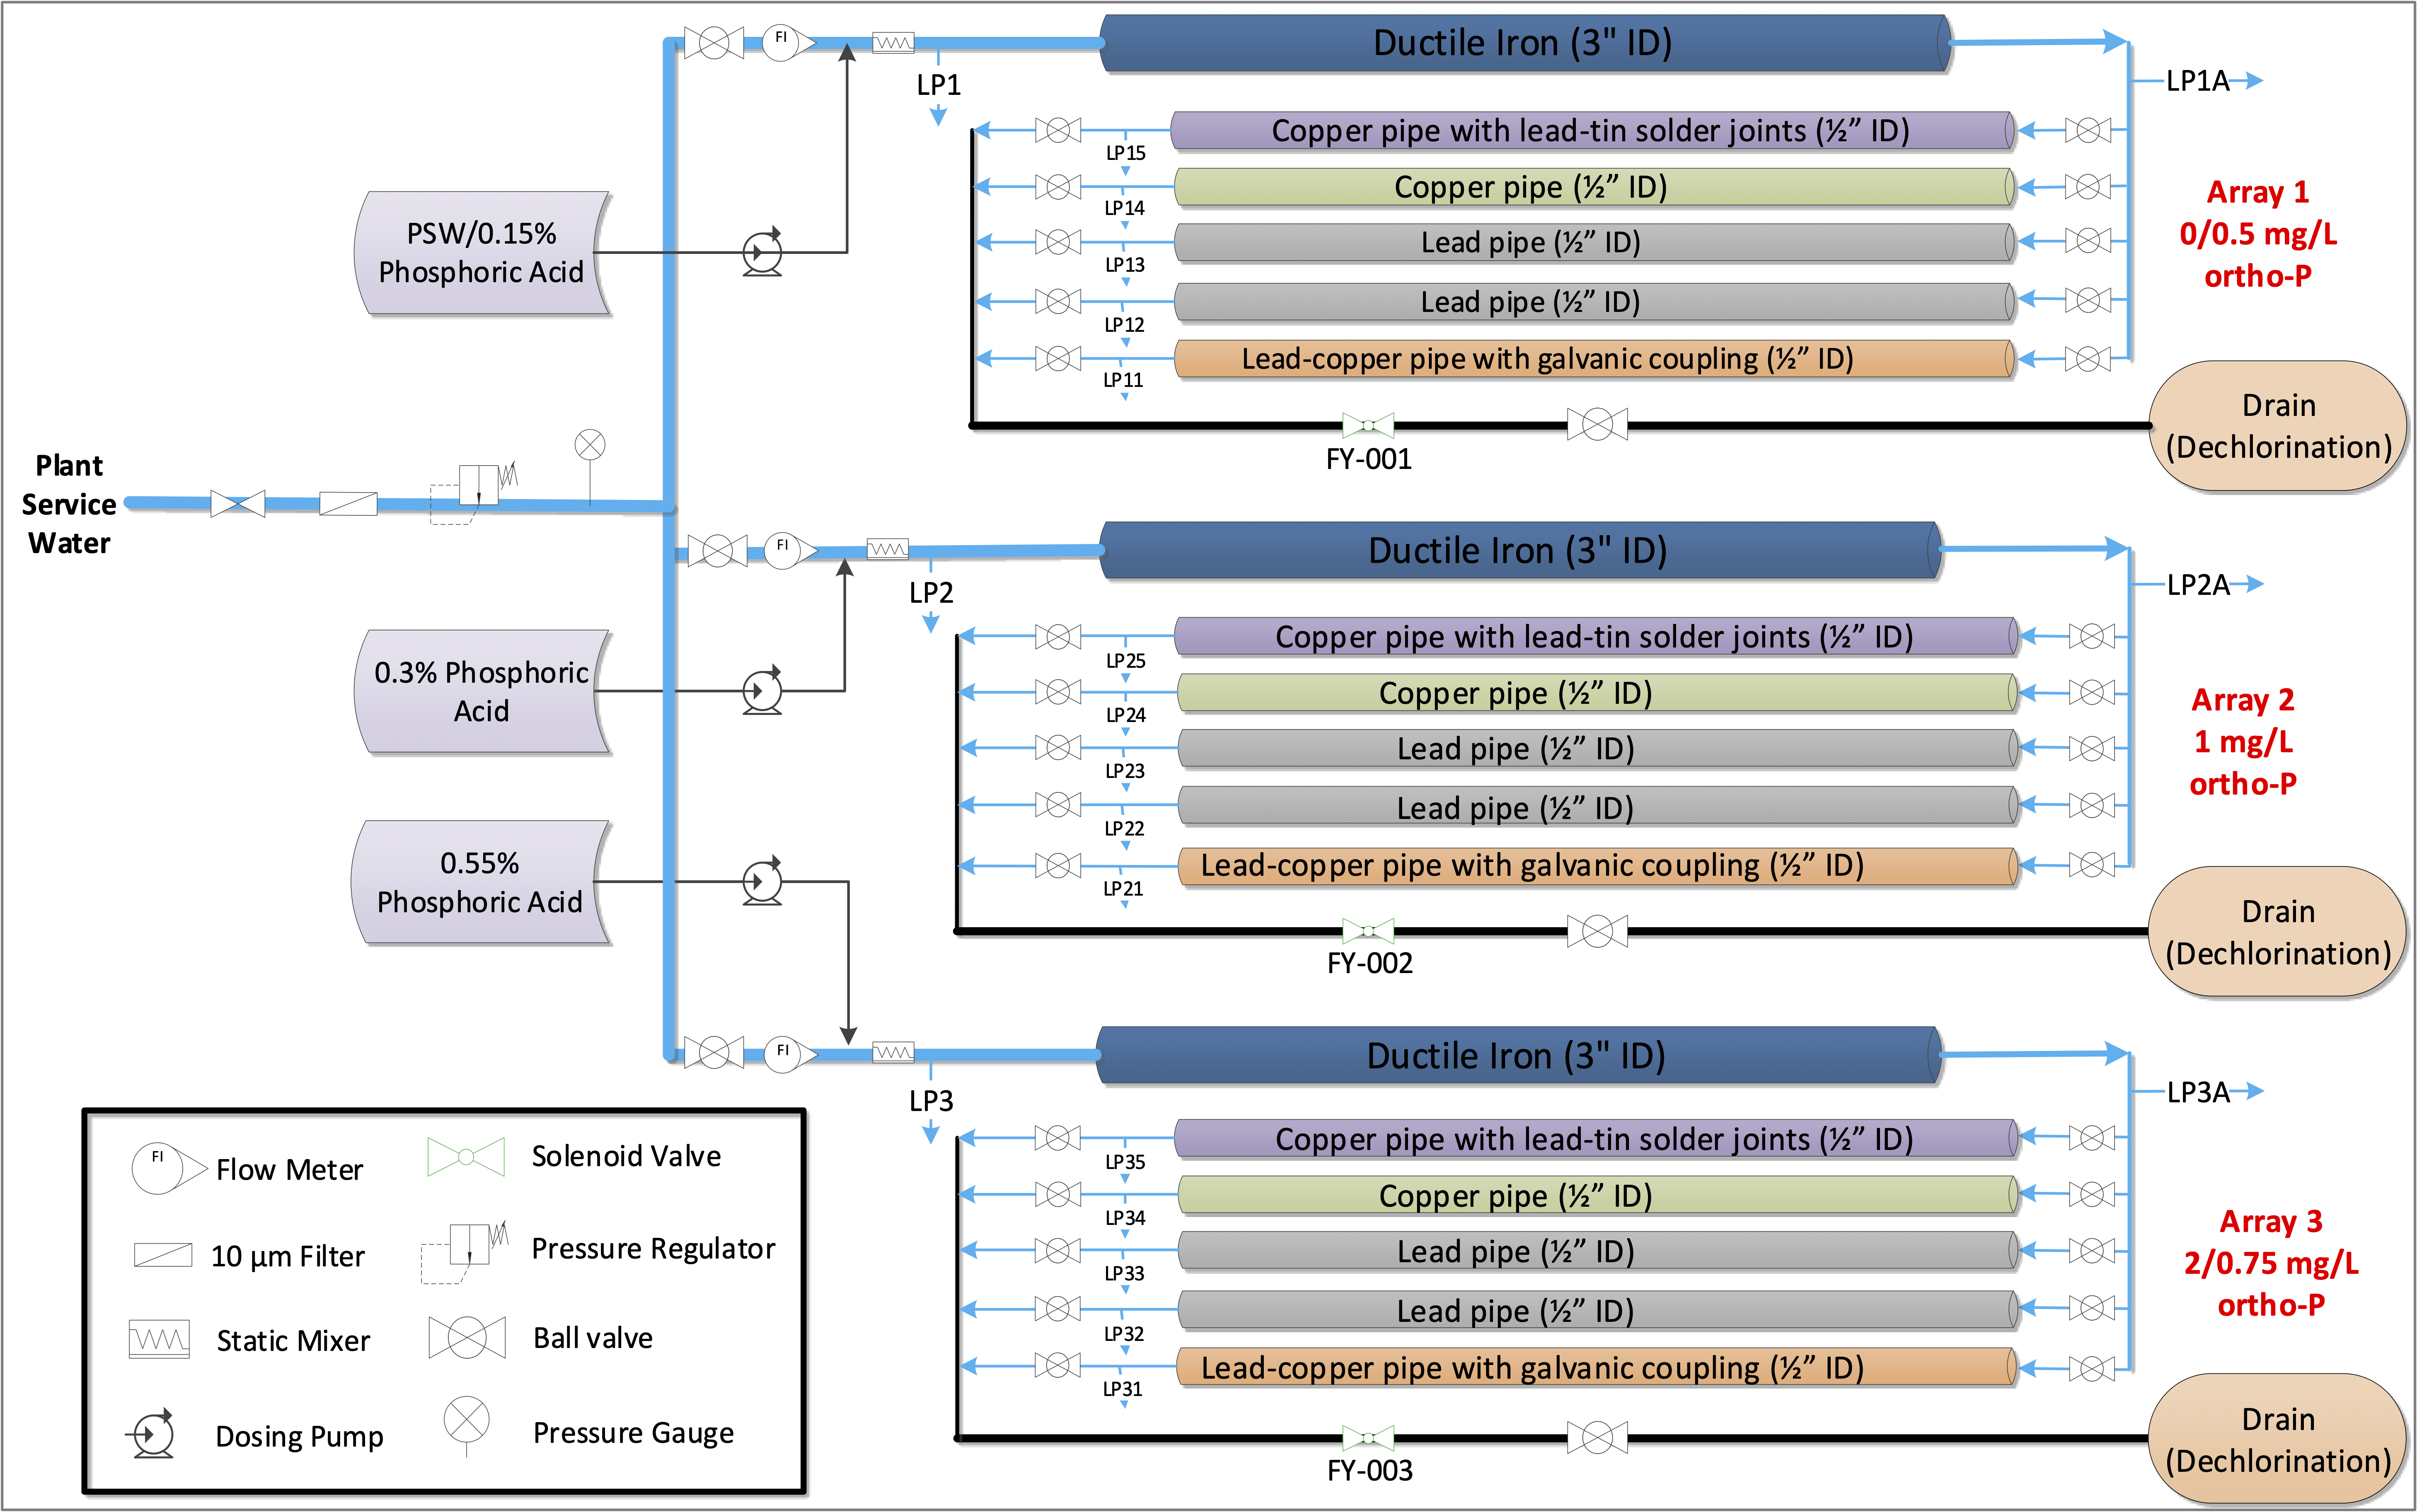 FI
Ductile Iron (3" ID)
LP1
LP1A
Copper pipe with lead-tin solder joints (½” ID)
LP15
Copper pipe (½” ID)
LP14
Lead pipe (½” ID)
LP13
Lead pipe (½” ID)
LP12
Lead-copper pipe with galvanic coupling (½” ID)
LP11
Array 1
0/0.5 mg/L
ortho-P
PSW/0.15%
Phosphoric Acid
FY-001
Drain
(Dechlorination)
Plant
Service
Water
FI
Ductile Iron (3" ID)
LP2
LP2A
Copper pipe with lead-tin solder joints (½” ID)
LP25
Copper pipe (½” ID)
LP24
Lead pipe (½” ID)
LP23
Lead pipe (½” ID)
LP22
Lead-copper pipe with galvanic coupling (½” ID)
LP21
Array 2
1 mg/L
ortho-P
0.3% Phosphoric
Acid
FY-002
Drain
(Dechlorination)
0.55%
Phosphoric Acid
FI
Ductile Iron (3" ID)
LP3
LP3A
Copper pipe with lead-tin solder joints (½” ID)
LP35
Copper pipe (½” ID)
LP34
Lead pipe (½” ID)
LP33
Lead pipe (½” ID)
LP32
Lead-copper pipe with galvanic coupling (½” ID)
LP31
Array 3
2/0.75 mg/L
ortho-P
FY-003
Drain
(Dechlorination)
FI
Flow Meter
Solenoid Valve
10 µm Filter
Pressure Regulator
Static Mixer
Ball valve
Dosing Pump
Pressure Gauge